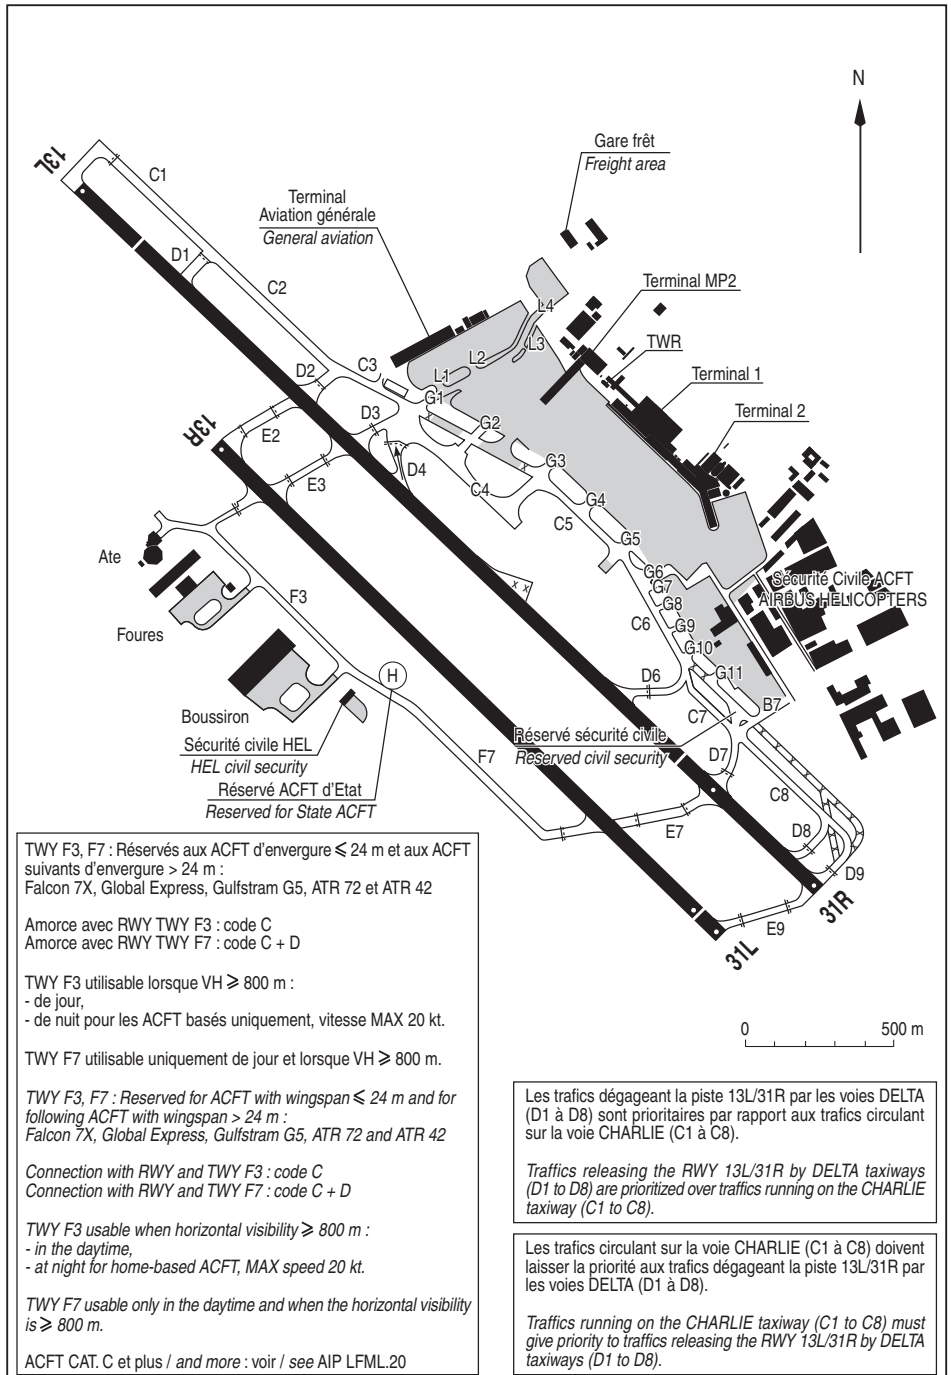 N
Gare frêt
Freight area
13L
C1
Terminal
Aviation générale
General aviation
D1
C2
Terminal MP2
L4
L3
TWR
L2
C3
L1
Terminal 1
D2
G1
Terminal 2
D3
G2
13R
E2
G3
D4
E3
C4
G4
C5
G5
Ate
x x
G6
Sécurité Civile ACFT
G7
AIRBUS HELICOPTERS
F3
G8
Foures
C6
G9
G10
H
G11
D6
B7
Boussiron
C7
Réservé sécurité civile
Reserved civil security
Sécurité civile HEL
HEL civil security
F7
D7
Réservé ACFT d'Etat
Reserved for State ACFT
C8
E7
D8
D9
31R
E9
31L
0 500 m
TWY F3, F7 : Réservés aux ACFT d'envergure ⩽ 24 m et aux ACFT
suivants d'envergure > 24 m :
Falcon 7X, Global Express, Gulfstram G5, ATR 72 et ATR 42
Amorce avec RWY TWY F3 : code C
Amorce avec RWY TWY F7 : code C + D
TWY F3 utilisable lorsque VH ⩾ 800 m :
- de jour,
- de nuit pour les ACFT basés uniquement, vitesse MAX 20 kt.
TWY F7 utilisable uniquement de jour et lorsque VH ⩾ 800 m.
TWY F3, F7 : Reserved for ACFT with wingspan ⩽ 24 m and for
following ACFT with wingspan > 24 m :
Falcon 7X, Global Express, Gulfstram G5, ATR 72 and ATR 42
Connection with RWY and TWY F3 : code C
Connection with RWY and TWY F7 : code C + D
TWY F3 usable when horizontal visibility ⩾ 800 m :
- in the daytime,
- at night for home-based ACFT, MAX speed 20 kt.
TWY F7 usable only in the daytime and when the horizontal visibility
is ⩾ 800 m.
ACFT CAT. C et plus / and more : voir / see AIP LFML.20
Les trafics dégageant la piste 13L/31R par les voies DELTA
(D1 à D8) sont prioritaires par rapport aux trafics circulant
sur la voie CHARLIE (C1 à C8).
Traffics releasing the RWY 13L/31R by DELTA taxiways
(D1 to D8) are prioritized over traffics running on the CHARLIE
taxiway (C1 to C8).
Les trafics circulant sur la voie CHARLIE (C1 à C8) doivent
laisser la priorité aux trafics dégageant la piste 13L/31R par
les voies DELTA (D1 à D8).
Traffics running on the CHARLIE taxiway (C1 to C8) must
give priority to traffics releasing the RWY 13L/31R by DELTA
taxiways (D1 to D8).